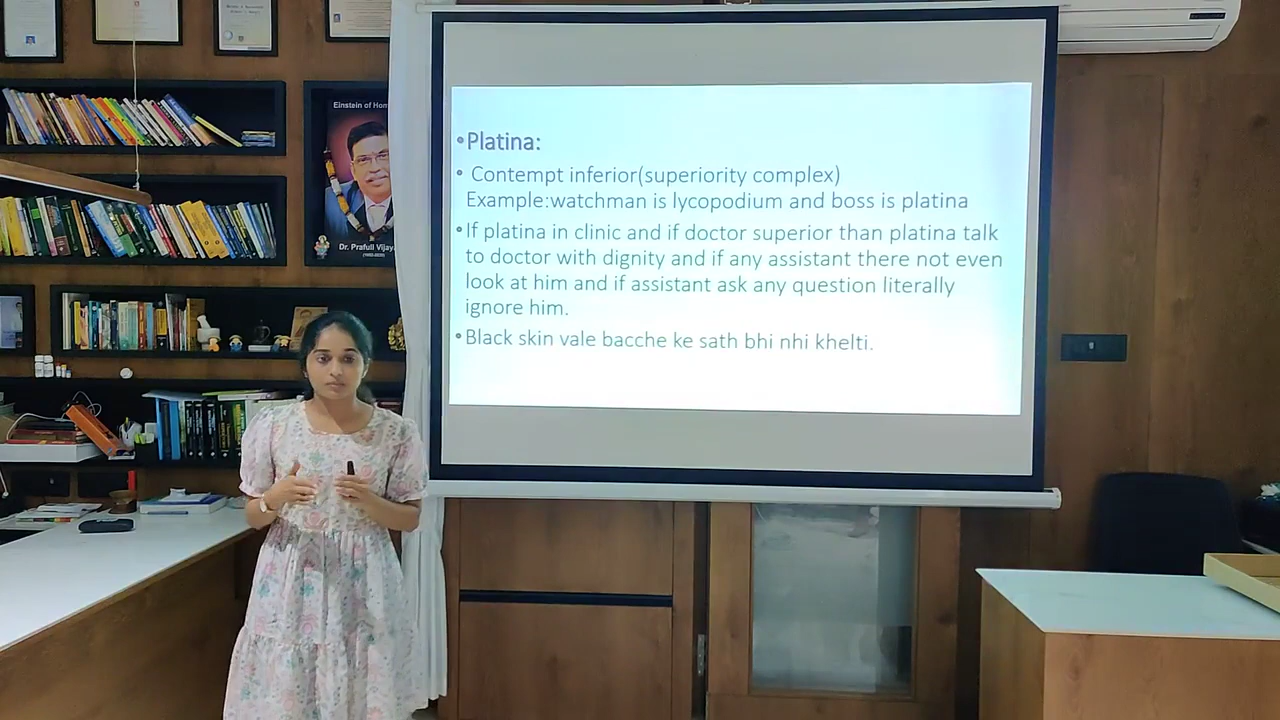 Einstein of Hom
Dr. Prafull Vijay
•Platina:
• Contempt inferior(superiority complex)
Example:watchman is lycopodium and boss is platina
•If platina in clinic and if doctor superior than platina talk
to doctor with dignity and if any assistant there not even
look at him and if assistant ask any question literally
ignore him.
•Black skin vale bacche ke sath bhi nhi khelti.